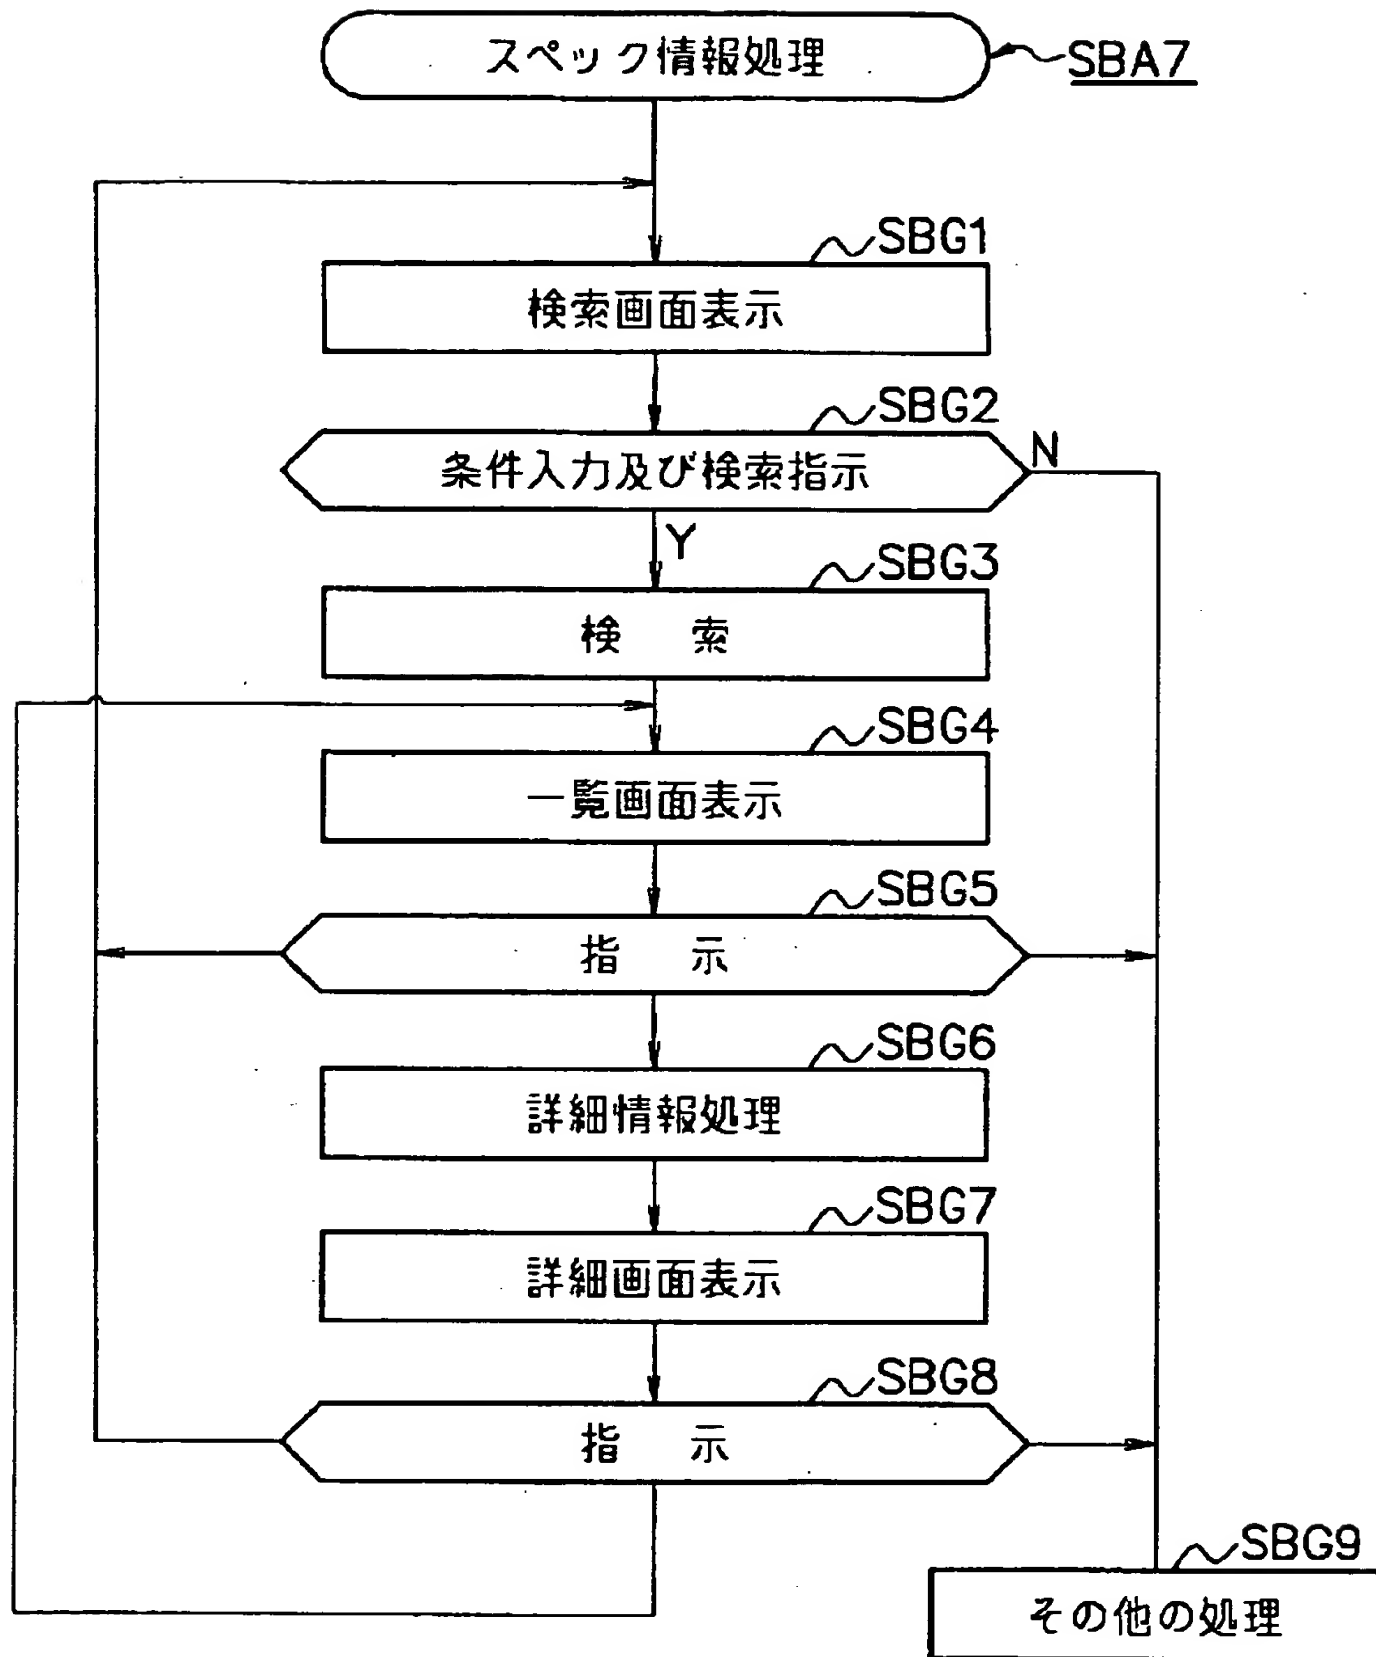 スペック情報処理
SBA7
SBG1
検索画面表示
SBG2
条件入力及び検索指示
N
Y
SBG3
検 索
SBG4
一覧画面表示
SBG5
指 示
SBG6
詳細情報処理
SBG7
詳細画面表示
SBG8
指 示
SBG9
その他の処理